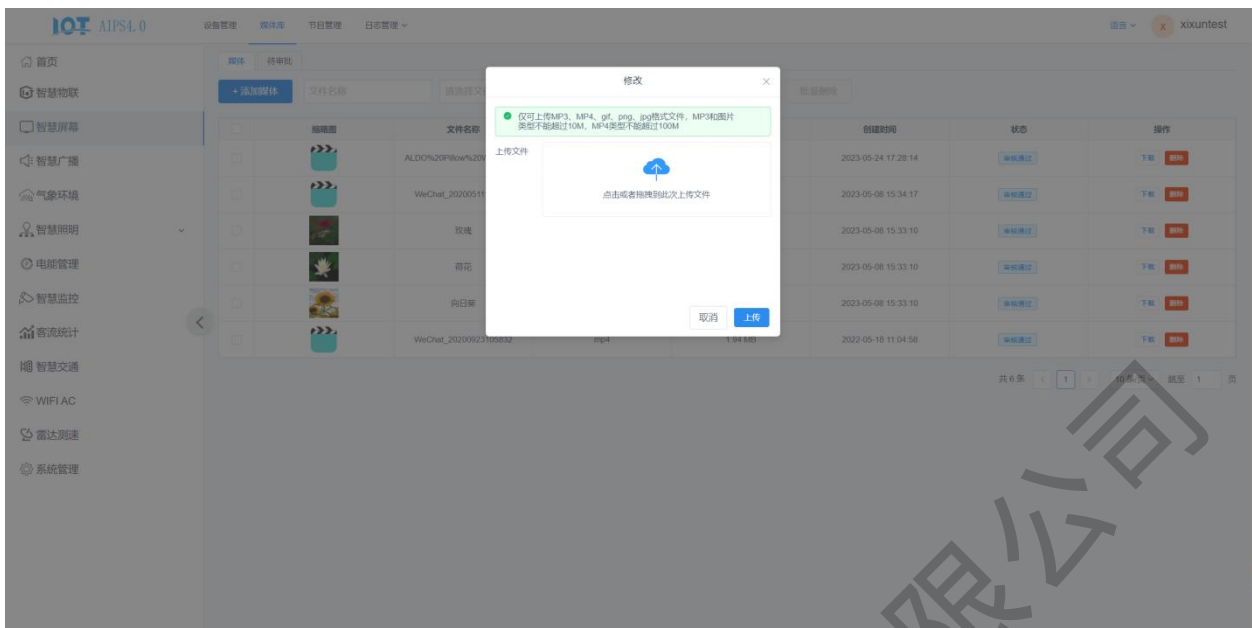 IOT AIPS4.0
设备管理 媒体库 节目管理 日志管理
语言 x xixuntest
首页
智慧物联
智慧屏幕
智慧广播
气象环境
智慧照明
电能管理
智慧监控
客流统计
智慧交通
WIFI AC
雷达测速
系统管理
媒体 待审批
+ 添加媒体 文件名称 批量删除
修改
仅可上传MP3、MP4、gif、png、jpg格式文件，MP3和图片
类型不能超过10M，MP4类型不能超过100M
上传文件
点击或者拖拽到此次上传文件
取消 上传
缩略图 文件名称 创建时间 状态 操作
ALDO%20Pillow%20W 2023-05-24 17:28:14 审核通过 下载 删除
WeChat_20200511 2023-05-08 15:34:17 审核通过 下载 删除
玫瑰 2023-05-08 15:33:10 审核通过 下载 删除
荷花 2023-05-08 15:33:10 审核通过 下载 删除
向日葵 2023-05-08 15:33:10 审核通过 下载 删除
WeChat_20200923105832 mp4 1.94 MB 2022-05-18 11:04:58 审核通过 下载 删除
共 6 条 1 10 条/页 跳至 1 页
限公司